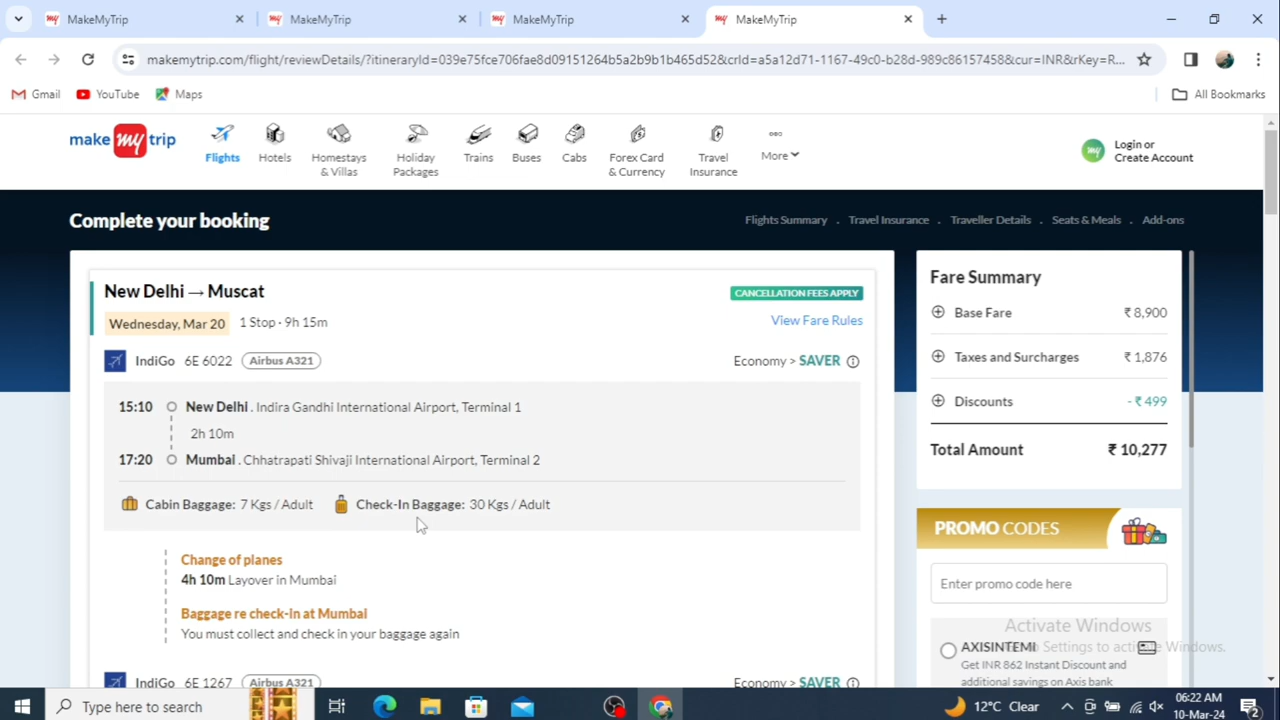 MakeMyTrip
MakeMyTrip
MakeMyTrip
MakeMyTrip
makemytrip.com/flight/reviewDetails/?itineraryId=039e75fce706fae8d09151264b5a2b9b1b465d52&crId=a5a12d71-1167-49c0-b28d-989c86157458&cur=INR&rKey=R...
Gmail
YouTube
Maps
All Bookmarks
make my trip
Flights
Hotels
Homestays
& Villas
Holiday
Packages
Trains
Buses
Cabs
Forex Card
& Currency
Travel
Insurance
More
my
Login or
Create Account
Complete your booking
Flights Summary . Travel Insurance . Traveller Details . Seats & Meals . Add-ons
New Delhi → Muscat
CANCELLATION FEES APPLY
Wednesday, Mar 20
1 Stop · 9h 15m
View Fare Rules
IndiGo 6E 6022 Airbus A321
Economy > SAVER
15:10 New Delhi . Indira Gandhi International Airport, Terminal 1
2h 10m
17:20 Mumbai . Chhatrapati Shivaji International Airport, Terminal 2
Cabin Baggage: 7 Kgs / Adult
Check-In Baggage: 30 Kgs / Adult
Change of planes
4h 10m Layover in Mumbai
Baggage re check-in at Mumbai
You must collect and check in your baggage again
IndiGo 6E 1267 Airbus A321
Economy > SAVER
Fare Summary
Base Fare ₹ 8,900
Taxes and Surcharges ₹ 1,876
Discounts - ₹ 499
Total Amount ₹ 10,277
PROMO CODES
Enter promo code here
Activate Windows
Settings to activate Windows.
AXISINTEMI
Get INR 862 Instant Discount and
additional savings on Axis bank
Type here to search
12°C Clear
06:22 AM
10-Mar-24
2